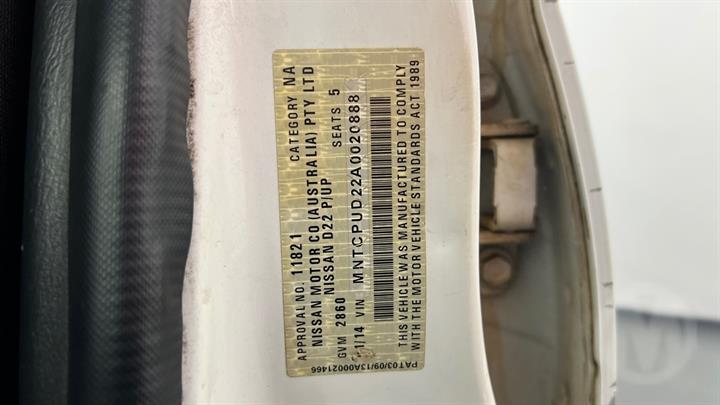 APPROVAL NO. 11821 CATEGORY NA
NISSAN MOTOR CO (AUSTRALIA) PTY LTD
NISSAN D22 P/UP
GVM 2860 SEATS 5
1/14 VIN MNTCPUD22A0020888
THIS VEHICLE WAS MANUFACTURED TO COMPLY
WITH THE MOTOR VEHICLE STANDARDS ACT 1989
PAT03/09/13A00021466